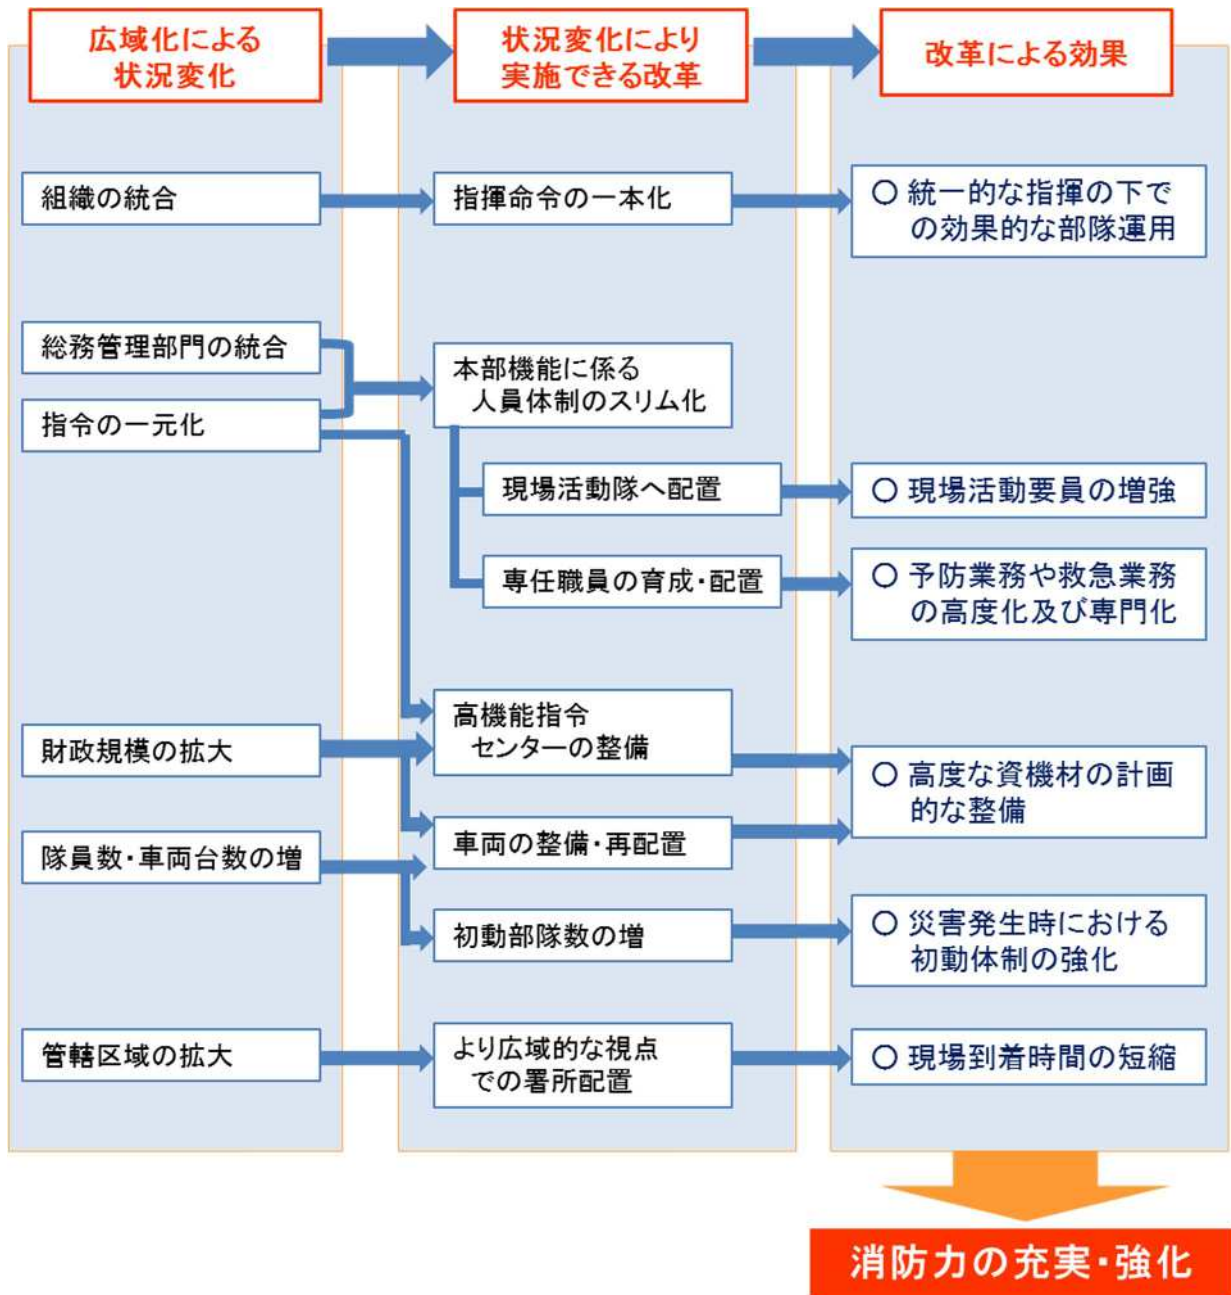 広域化による
状況変化
状況変化により
実施できる改革
改革による効果
組織の統合
指揮命令の一本化
〇 統一的な指揮の下で
の効果的な部隊運用
総務管理部門の統合
本部機能に係る
人員体制のスリム化
指令の一元化
現場活動隊へ配置
〇 現場活動要員の増強
専任職員の育成・配置
〇 予防業務や救急業務
の高度化及び専門化
高機能指令
センターの整備
財政規模の拡大
〇 高度な資機材の計画
的な整備
車両の整備・再配置
隊員数・車両台数の増
初動部隊数の増
〇 災害発生時における
初動体制の強化
管轄区域の拡大
より広域的な視点
での署所配置
〇 現場到着時間の短縮
消防力の充実・強化